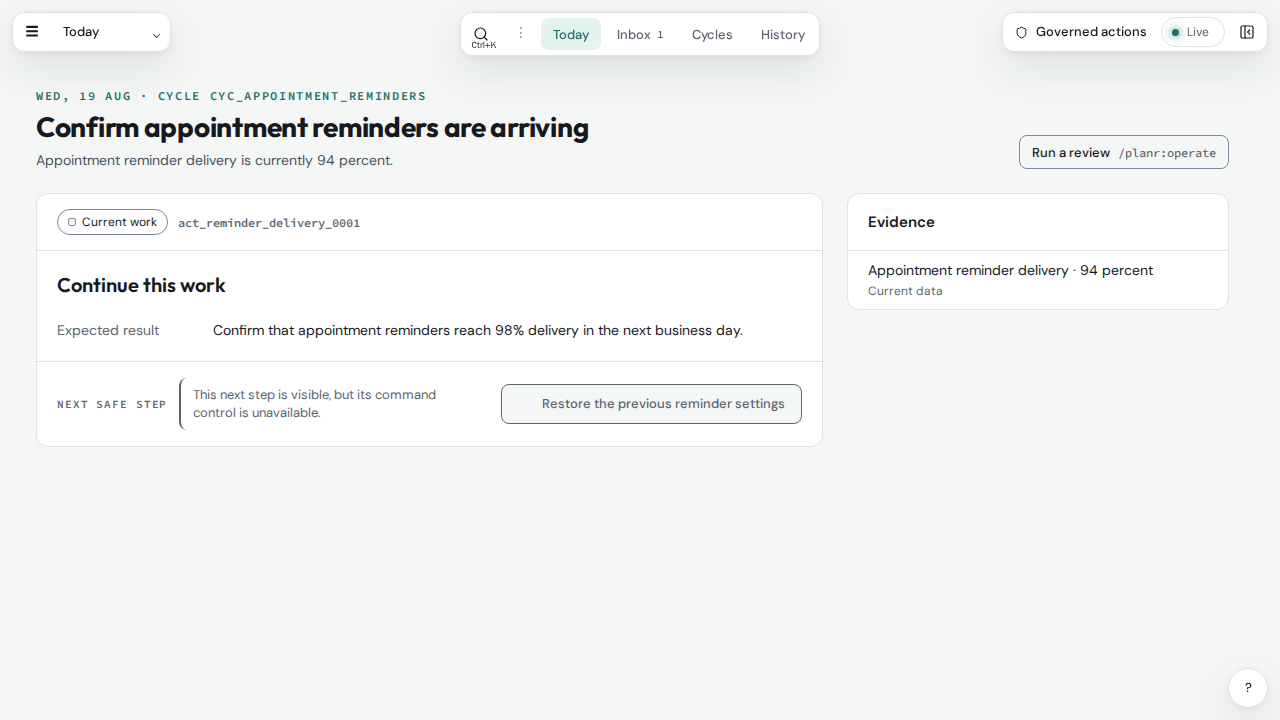 Today
Ctrl+K
Today
Inbox 1
Cycles
History
Governed actions
Live
WED, 19 AUG · CYCLE CYC_APPOINTMENT_REMINDERS
Confirm appointment reminders are arriving
Appointment reminder delivery is currently 94 percent.
Run a review /planr:operate
Current work act_reminder_delivery_0001
Continue this work
Expected result Confirm that appointment reminders reach 98% delivery in the next business day.
NEXT SAFE STEP
This next step is visible, but its command
control is unavailable.
Restore the previous reminder settings
Evidence
Appointment reminder delivery · 94 percent
Current data
?